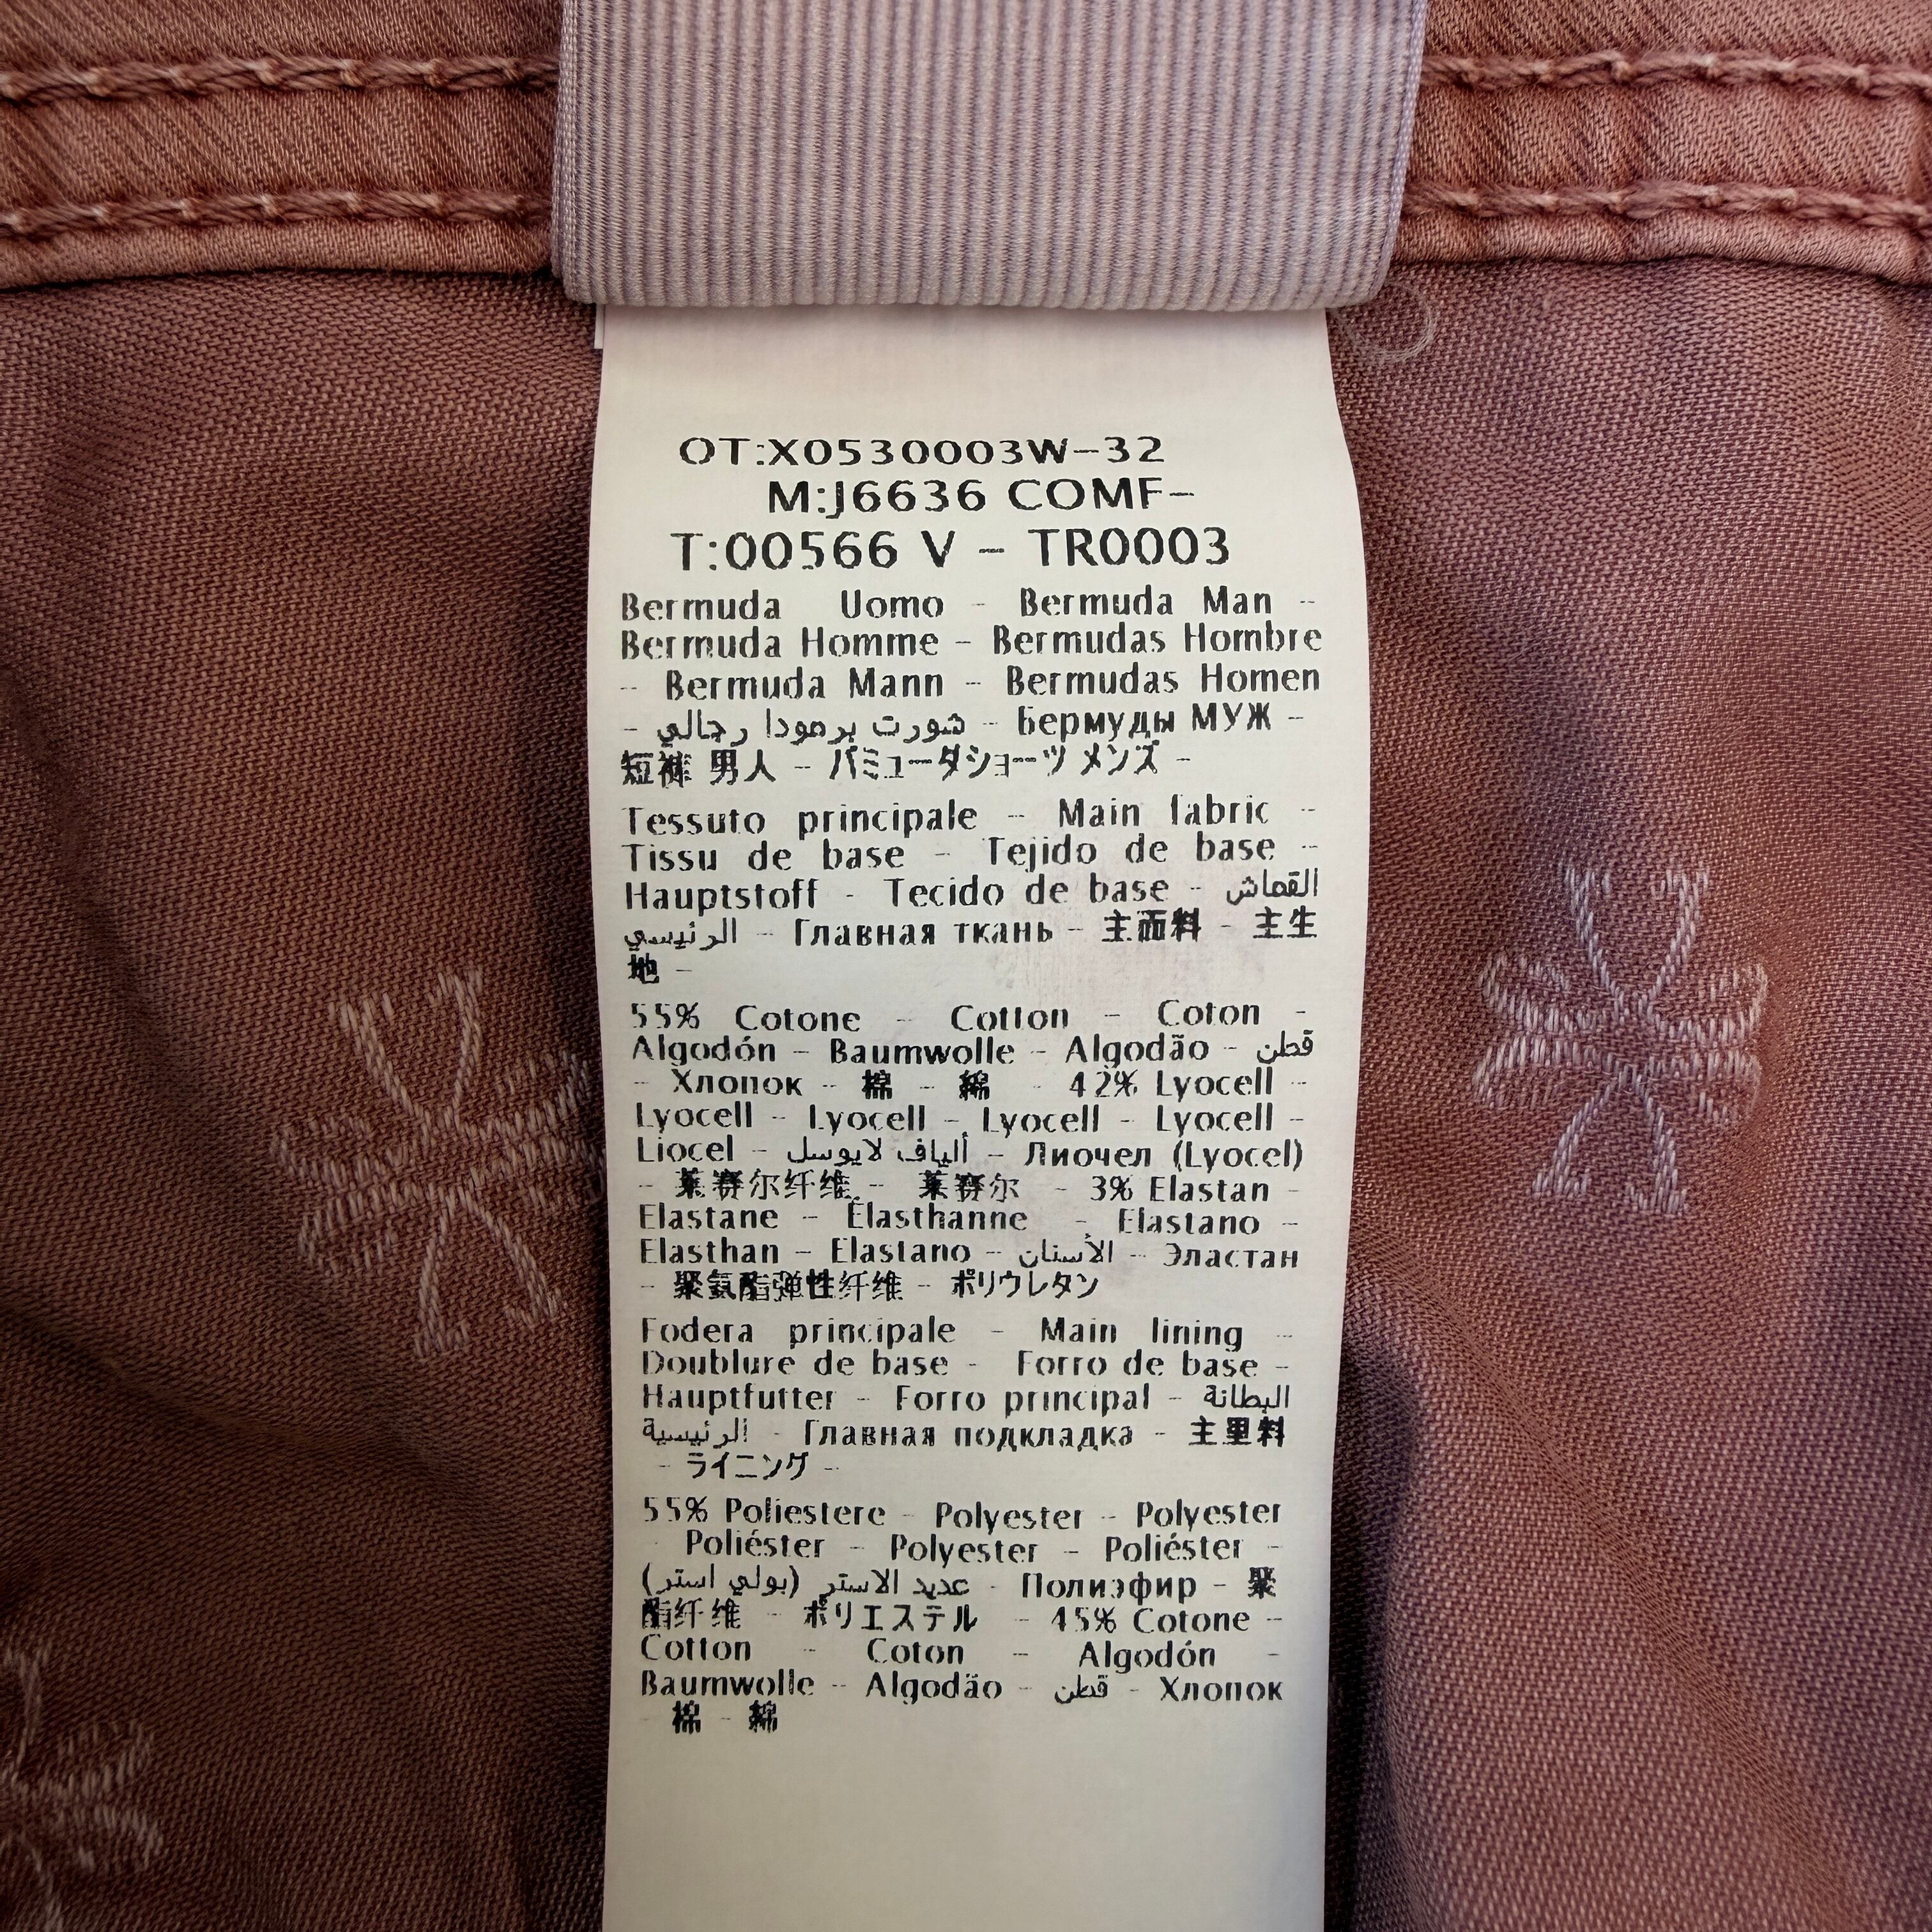 OT:X0530003W-32
M:J6636 COMF-
T:00566 V - TR0003
Bermuda Uomo - Bermuda Man -
Bermuda Homme - Bermudas Hombre
- Bermuda Mann - Bermudas Homen
- شورت برمودا رجالي - Бермуды МУЖ -
短裤 男人 - バミューダショーツ メンズ -
Tessuto principale - Main fabric -
Tissu de base - Tejido de base -
Hauptstoff - Tecido de base - القماش
الرئيسي - Главная ткань - 主面料 - 主生
地 -
55% Cotone - Cotton - Coton -
Algodón - Baumwolle - Algodão - قطن
- Хлопок - 棉 - 綿 - 42% Lyocell -
Lyocell - Lyocell - Lyocell - Lyocell -
Liocel - ألياف لايوسل - Лиочел (Lyocel)
- 莱赛尔纤维 - 莱赛尔 - 3% Elastan -
Elastane - Élasthanne - Elastano -
Elasthan - Elastano - الأستان - Эластан
- 聚氨酯弹性纤维 - ポリウレタン
Fodera principale - Main lining -
Doublure de base - Forro de base -
Hauptfutter - Forro principal - البطانة
الرئيسية - Главная подкладка - 主里料
- ライニング -
55% Poliestere - Polyester - Polyester
- Poliéster - Polyester - Poliéster -
عديد الاستر (بولي استر) - Полиэфир - 聚
酯纤维 - ポリエステル - 45% Cotone -
Cotton - Coton - Algodón -
Baumwolle - Algodão - قطن - Хлопок
- 棉 - 綿